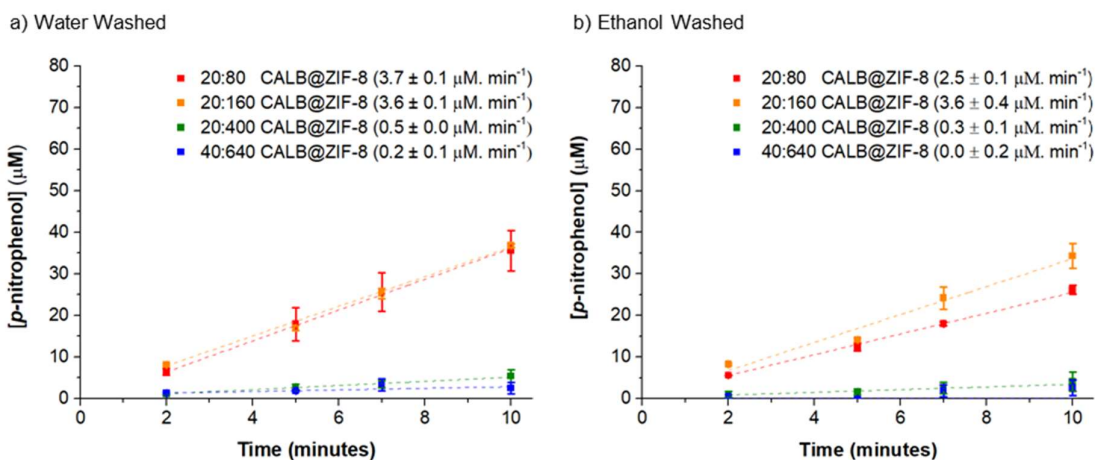 a) Water Washed
80
70
60
50
40
30
20
10
0
[p-nitrophenol] (µM)
20:80 CALB@ZIF-8 (3.7 ± 0.1 µM. min⁻¹)
20:160 CALB@ZIF-8 (3.6 ± 0.1 µM. min⁻¹)
20:400 CALB@ZIF-8 (0.5 ± 0.0 µM. min⁻¹)
40:640 CALB@ZIF-8 (0.2 ± 0.1 µM. min⁻¹)
0 2 4 6 8 10
Time (minutes)
b) Ethanol Washed
80
70
60
50
40
30
20
10
0
[p-nitrophenol] (µM)
20:80 CALB@ZIF-8 (2.5 ± 0.1 µM. min⁻¹)
20:160 CALB@ZIF-8 (3.6 ± 0.4 µM. min⁻¹)
20:400 CALB@ZIF-8 (0.3 ± 0.1 µM. min⁻¹)
40:640 CALB@ZIF-8 (0.0 ± 0.2 µM. min⁻¹)
0 2 4 6 8 10
Time (minutes)